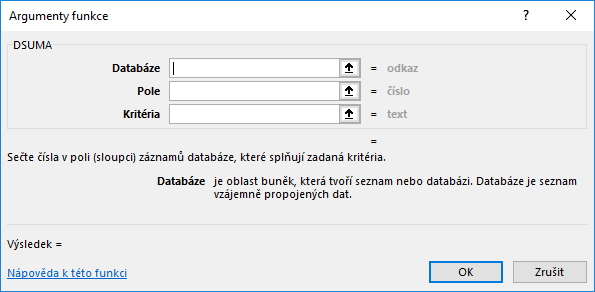 Argumenty funkce ? ×
DSUMA
Databáze = odkaz
Pole = číslo
Kritéria = text
=
Sečte čísla v poli (sloupci) záznamů databáze, které splňují zadaná kritéria.
Databáze je oblast buněk, která tvoří seznam nebo databázi. Databáze je seznam
vzájemně propojených dat.
Výsledek =
Nápověda k této funkci
OK Zrušit